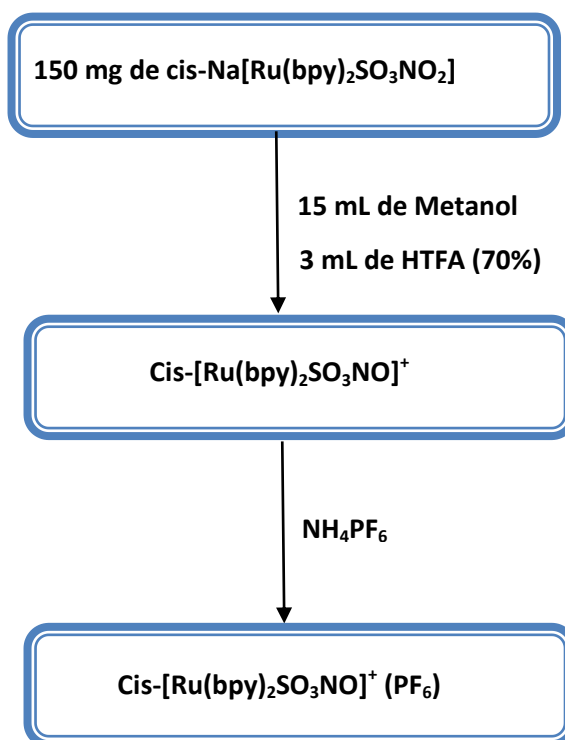 150 mg de cis-Na[Ru(bpy)₂SO₃NO₂]
15 mL de Metanol
3 mL de HTFA (70%)
Cis-[Ru(bpy)₂SO₃NO]⁺
NH₄PF₆
Cis-[Ru(bpy)₂SO₃NO]⁺ (PF₆)